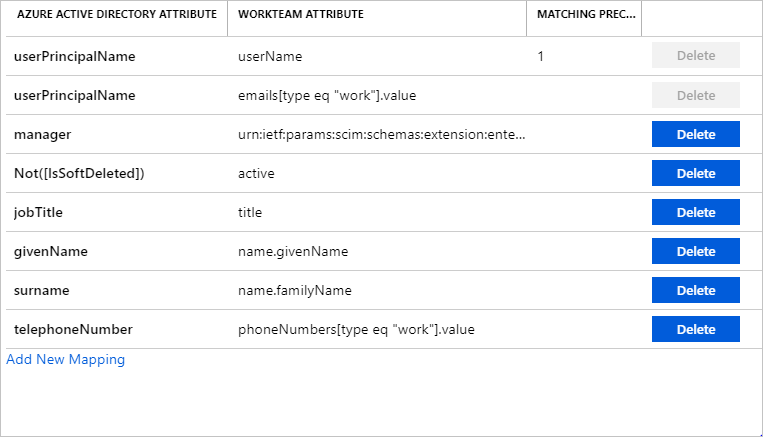 AZURE ACTIVE DIRECTORY ATTRIBUTE WORKTEAM ATTRIBUTE MATCHING PREC...
userPrincipalName userName 1 Delete
userPrincipalName emails[type eq "work"].value Delete
manager urn:ietf:params:scim:schemas:extension:ente... Delete
Not([IsSoftDeleted]) active Delete
jobTitle title Delete
givenName name.givenName Delete
surname name.familyName Delete
telephoneNumber phoneNumbers[type eq "work"].value Delete
Add New Mapping